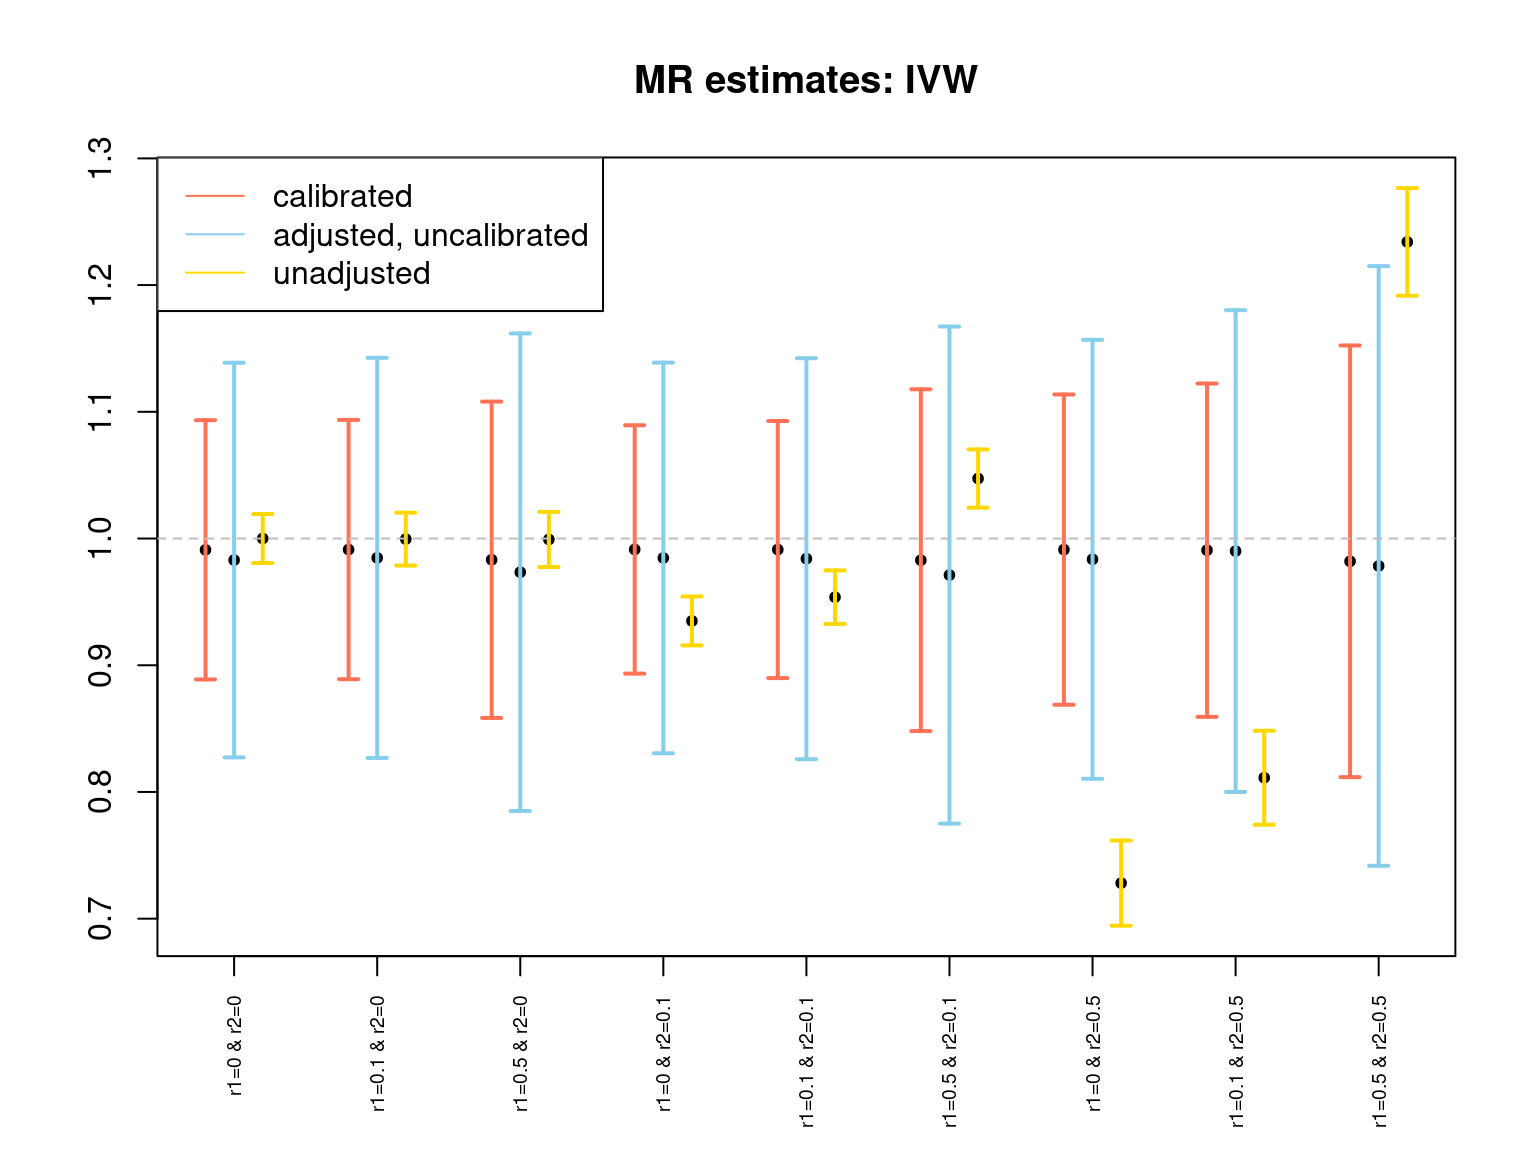 MR estimates: IVW
1.3
1.2
1.1
1.0
0.9
0.8
0.7
calibrated
adjusted, uncalibrated
unadjusted
r1=0 & r2=0
r1=0.1 & r2=0
r1=0.5 & r2=0
r1=0 & r2=0.1
r1=0.1 & r2=0.1
r1=0.5 & r2=0.1
r1=0 & r2=0.5
r1=0.1 & r2=0.5
r1=0.5 & r2=0.5